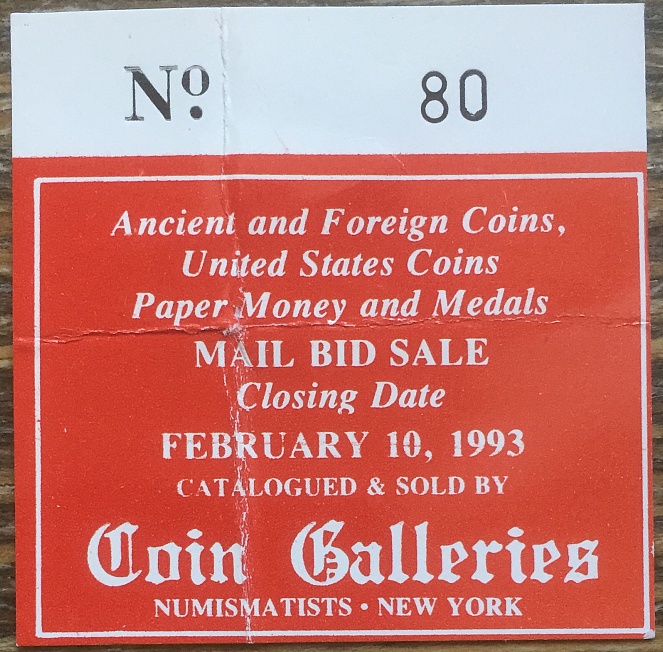 Nº 80
Ancient and Foreign Coins,
United States Coins
Paper Money and Medals
MAIL BID SALE
Closing Date
FEBRUARY 10, 1993
CATALOGUED & SOLD BY
Coin Galleries
NUMISMATISTS • NEW YORK